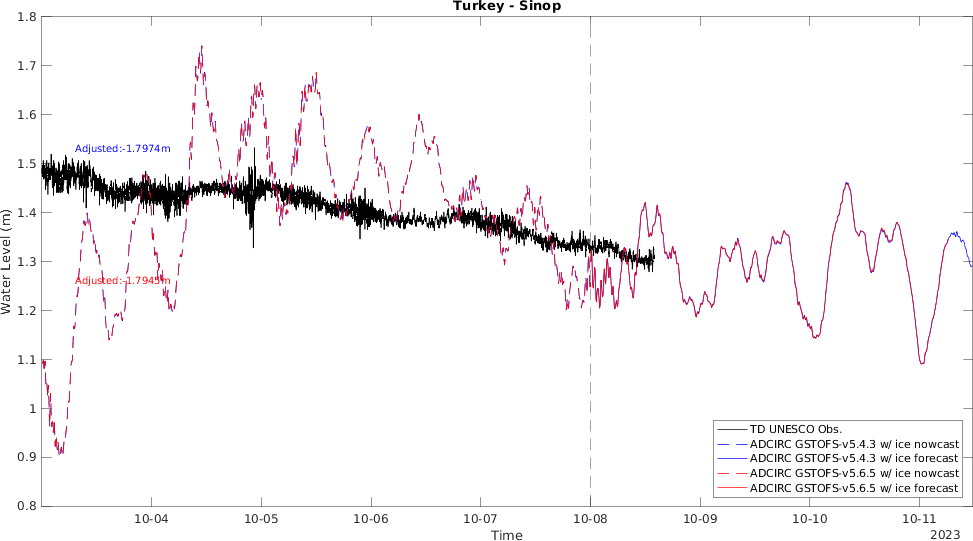 Turkey - Sinop
1.8
1.7
1.6
1.5
1.4
1.3
1.2
1.1
1
0.9
0.8
Water Level (m)
Adjusted:-1.7974m
Adjusted:-1.7945m
TD UNESCO Obs.
ADCIRC GSTOFS-v5.4.3 w/ ice nowcast
ADCIRC GSTOFS-v5.4.3 w/ ice forecast
ADCIRC GSTOFS-v5.6.5 w/ ice nowcast
ADCIRC GSTOFS-v5.6.5 w/ ice forecast
10-04 10-05 10-06 10-07 10-08 10-09 10-10 10-11
Time
2023